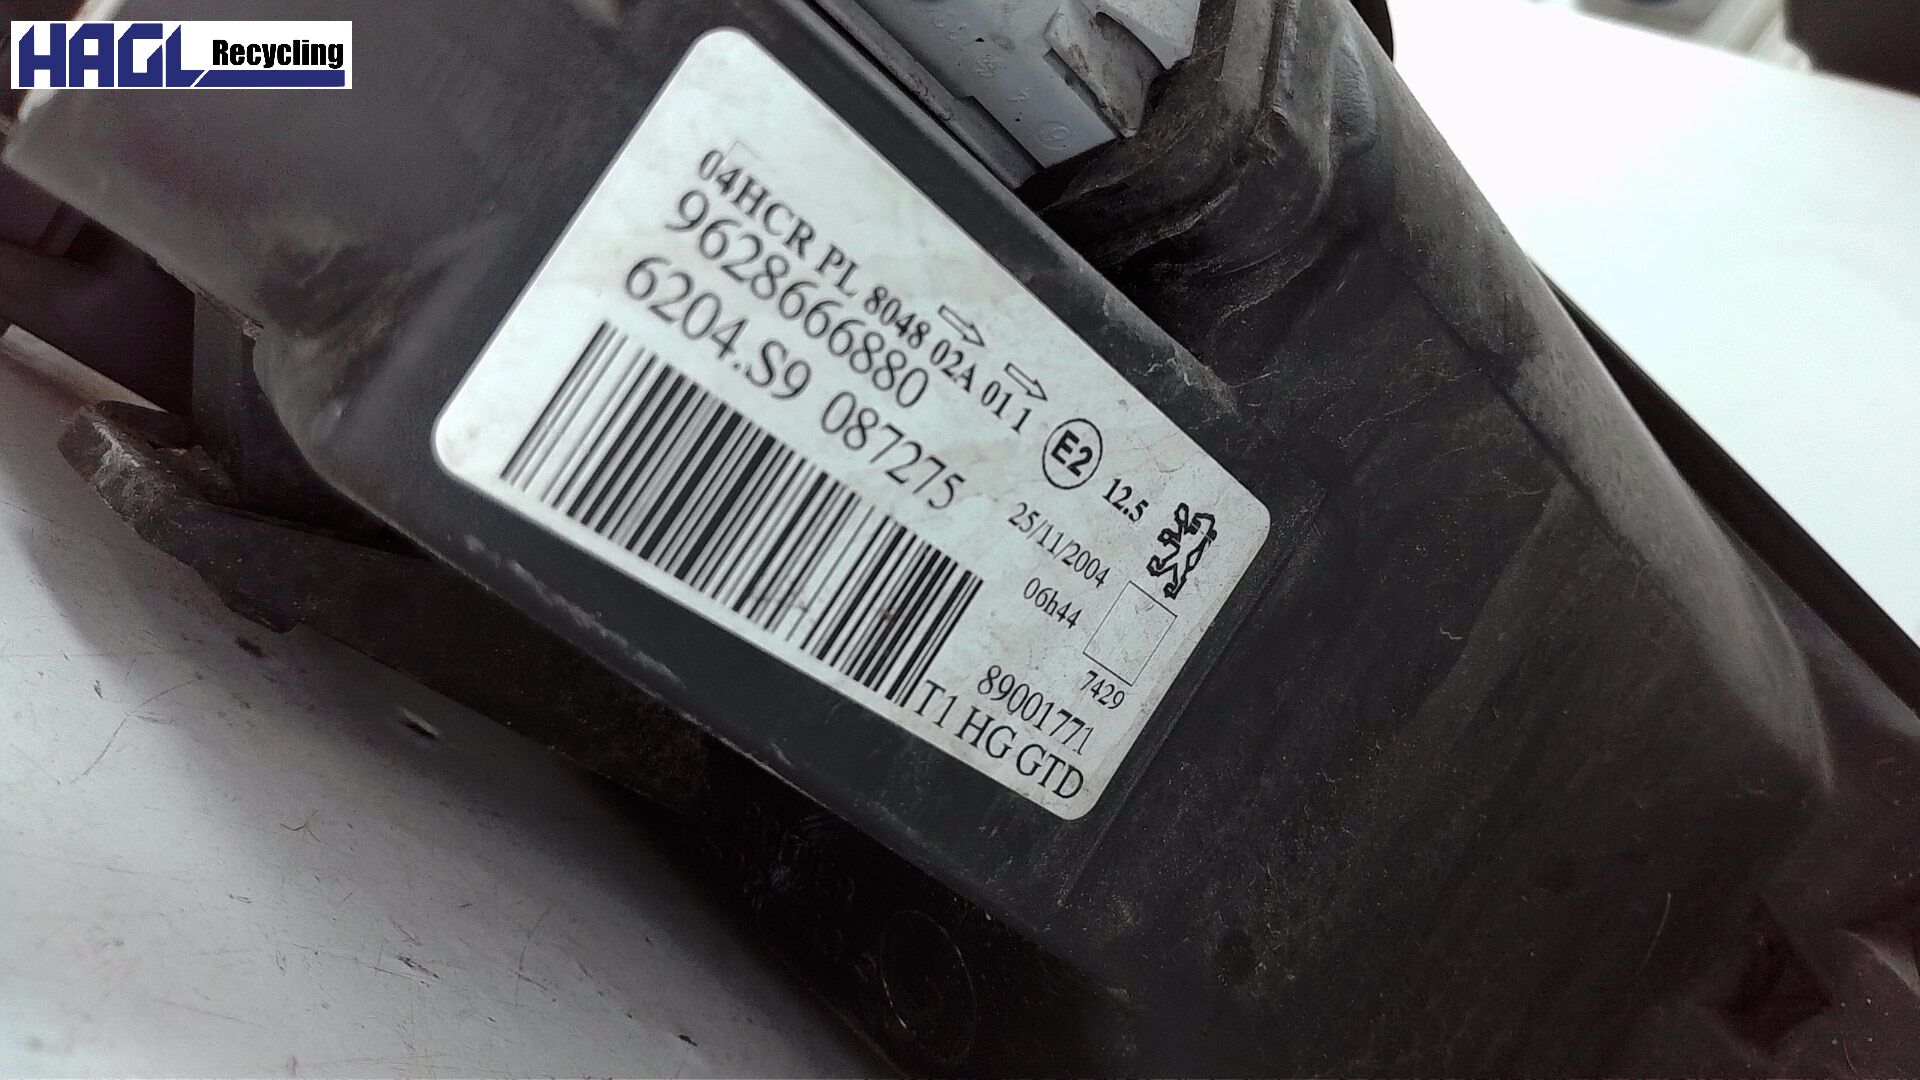 HAGL Recycling
04HCR PL 8048 02A 01 1
9628666880
6204.S9 087275
E2
12.5
25/11/2004
06h44
7429
89001771
T1 HG GTD